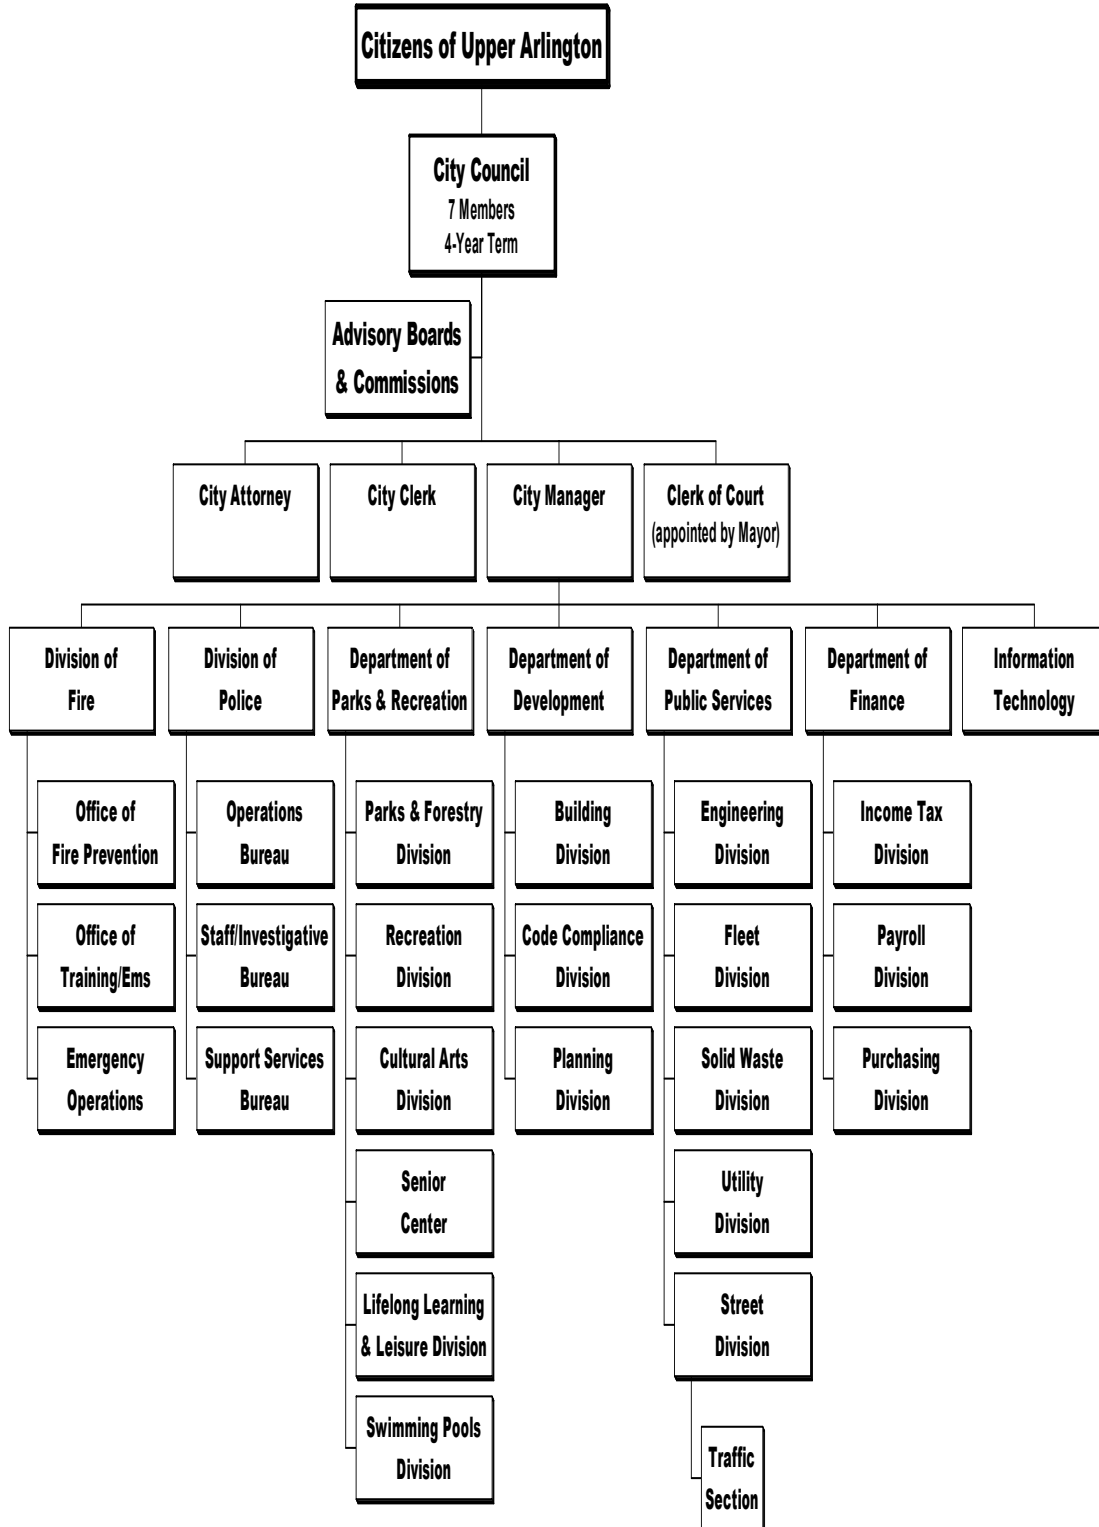 Citizens of Upper Arlington
City Council
7 Members
4-Year Term
Advisory Boards
& Commissions
City Attorney
City Clerk
City Manager
Clerk of Court
(appointed by Mayor)
Division of
Fire
Division of
Police
Department of
Parks & Recreation
Department of
Development
Department of
Public Services
Department of
Finance
Information
Technology
Office of
Fire Prevention
Office of
Training/Ems
Emergency
Operations
Operations
Bureau
Staff/Investigative
Bureau
Support Services
Bureau
Parks & Forestry
Division
Recreation
Division
Cultural Arts
Division
Senior
Center
Lifelong Learning
& Leisure Division
Swimming Pools
Division
Building
Division
Code Compliance
Division
Planning
Division
Engineering
Division
Fleet
Division
Solid Waste
Division
Utility
Division
Street
Division
Traffic
Section
Income Tax
Division
Payroll
Division
Purchasing
Division